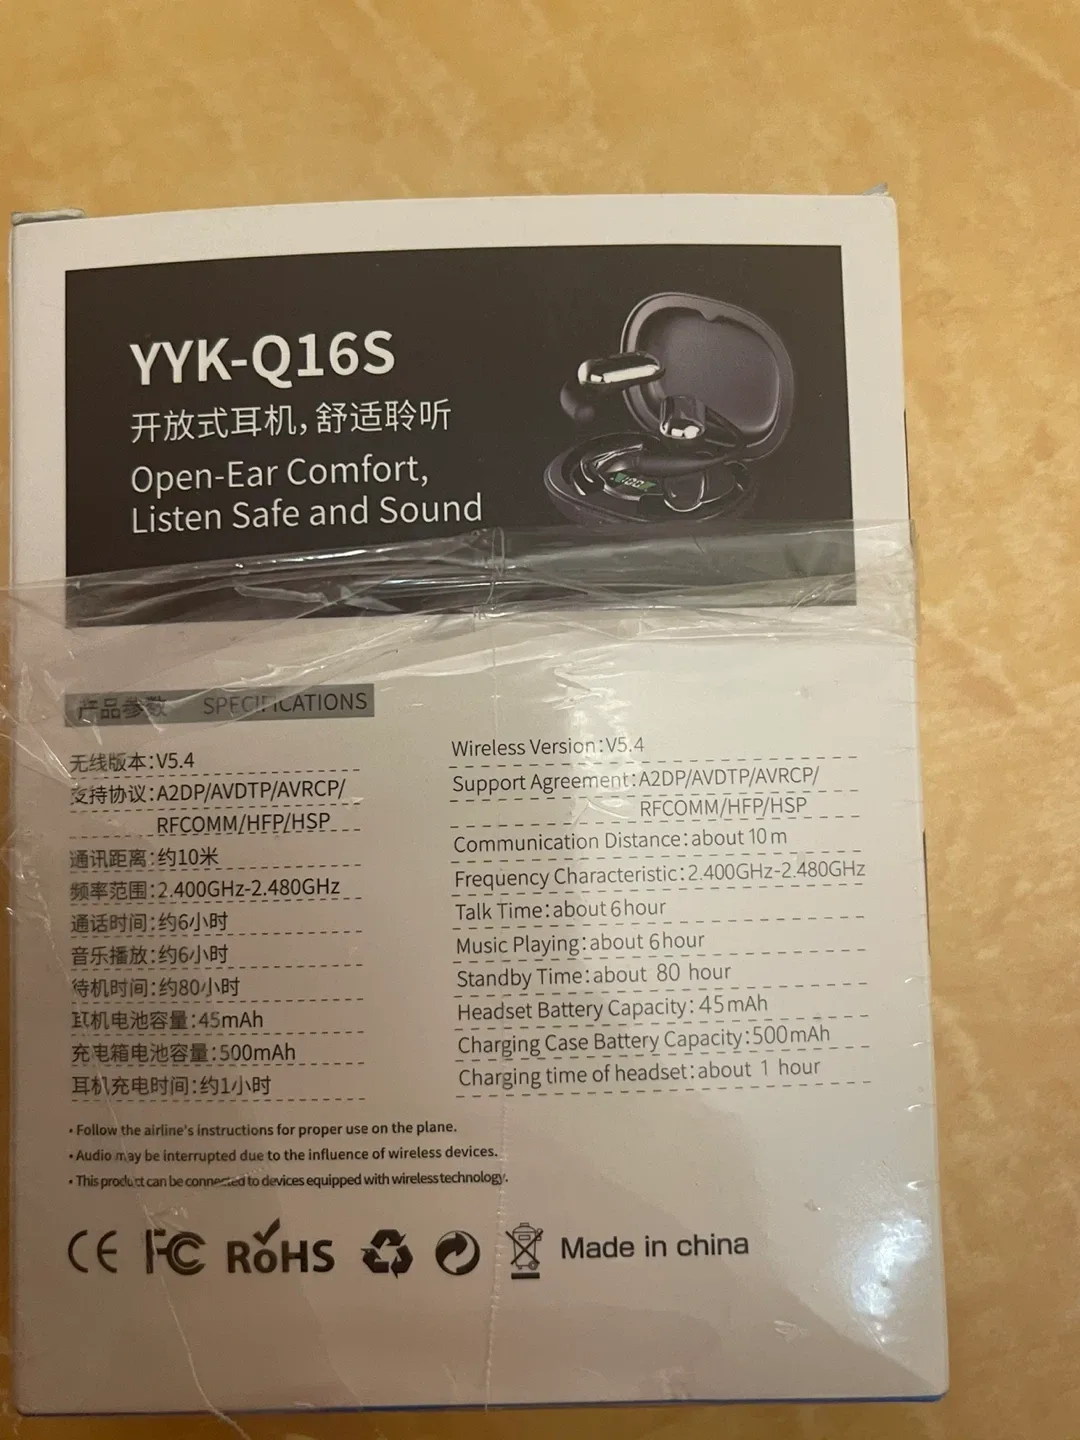 YYK-Q16S
开放式耳机,舒适聆听
Open-Ear Comfort,
Listen Safe and Sound
产品参数 SPECIFICATIONS
无线版本:V5.4
支持协议:A2DP/AVDTP/AVRCP/
RFCOMM/HFP/HSP
通讯距离:约10米
频率范围:2.400GHz-2.480GHz
通话时间:约6小时
音乐播放:约6小时
待机时间:约80小时
耳机电池容量:45mAh
充电箱电池容量:500mAh
耳机充电时间:约1小时
Wireless Version:V5.4
Support Agreement:A2DP/AVDTP/AVRCP/
RFCOMM/HFP/HSP
Communication Distance:about 10 m
Frequency Characteristic:2.400GHz-2.480GHz
Talk Time:about 6hour
Music Playing:about 6hour
Standby Time:about 80 hour
Headset Battery Capacity:45mAh
Charging Case Battery Capacity:500mAh
Charging time of headset:about 1 hour
• Follow the airline's instructions for proper use on the plane.
• Audio may be interrupted due to the influence of wireless devices.
• This product can be connected to devices equipped with wireless technology.
CE FC RoHS Made in china